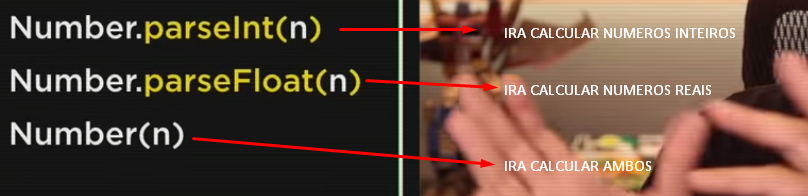 Number.parseInt(n)
IRA CALCULAR NUMEROS INTEIROS
Number.parseFloat(n)
IRA CALCULAR NUMEROS REAIS
Number(n)
IRA CALCULAR AMBOS